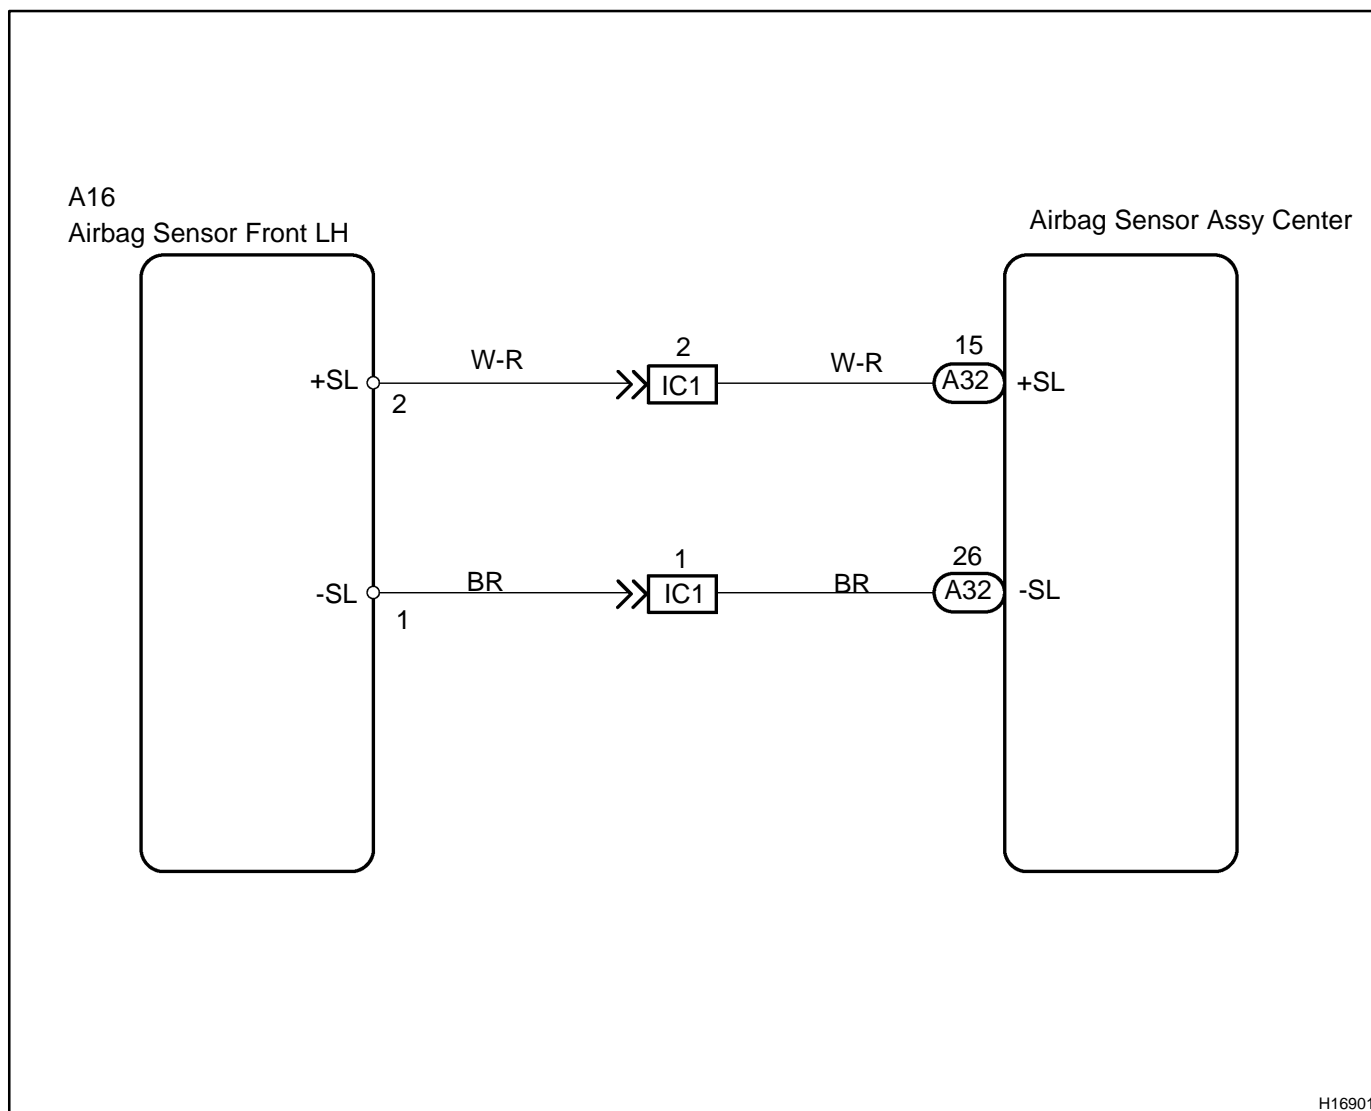 A16
Airbag Sensor Front LH
Airbag Sensor Assy Center
+SL
2
W-R
2
IC1
W-R
15
A32
+SL
-SL
1
BR
1
IC1
BR
26
A32
-SL
H16901